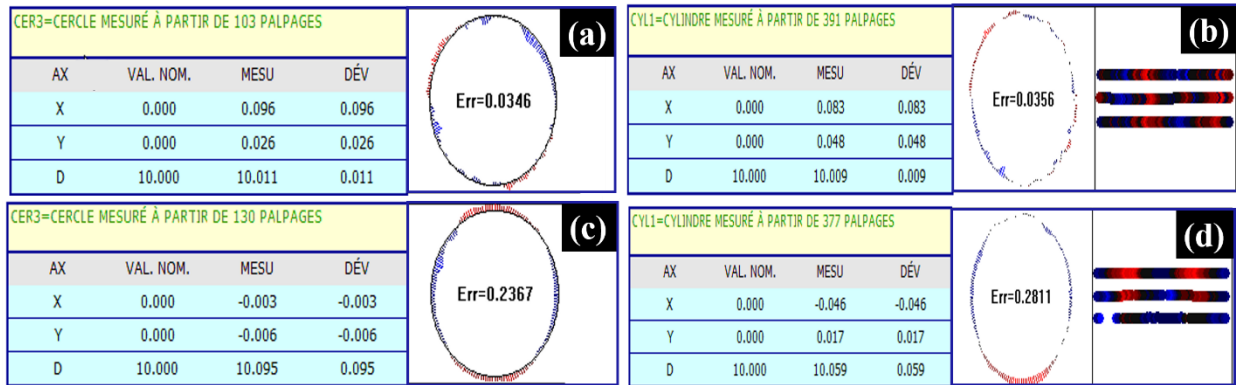 CER3=CERCLE MESURÉ À PARTIR DE 103 PALPAGES
(a)
AX VAL. NOM. MESU DÉV
X 0.000 0.096 0.096
Y 0.000 0.026 0.026
D 10.000 10.011 0.011
Err=0.0346
CYL1=CYLINDRE MESURÉ À PARTIR DE 391 PALPAGES
(b)
AX VAL. NOM. MESU DÉV
X 0.000 0.083 0.083
Y 0.000 0.048 0.048
D 10.000 10.009 0.009
Err=0.0356
CER3=CERCLE MESURÉ À PARTIR DE 130 PALPAGES
(c)
AX VAL. NOM. MESU DÉV
X 0.000 -0.003 -0.003
Y 0.000 -0.006 -0.006
D 10.000 10.095 0.095
Err=0.2367
CYL1=CYLINDRE MESURÉ À PARTIR DE 377 PALPAGES
(d)
AX VAL. NOM. MESU DÉV
X 0.000 -0.046 -0.046
Y 0.000 0.017 0.017
D 10.000 10.059 0.059
Err=0.2811